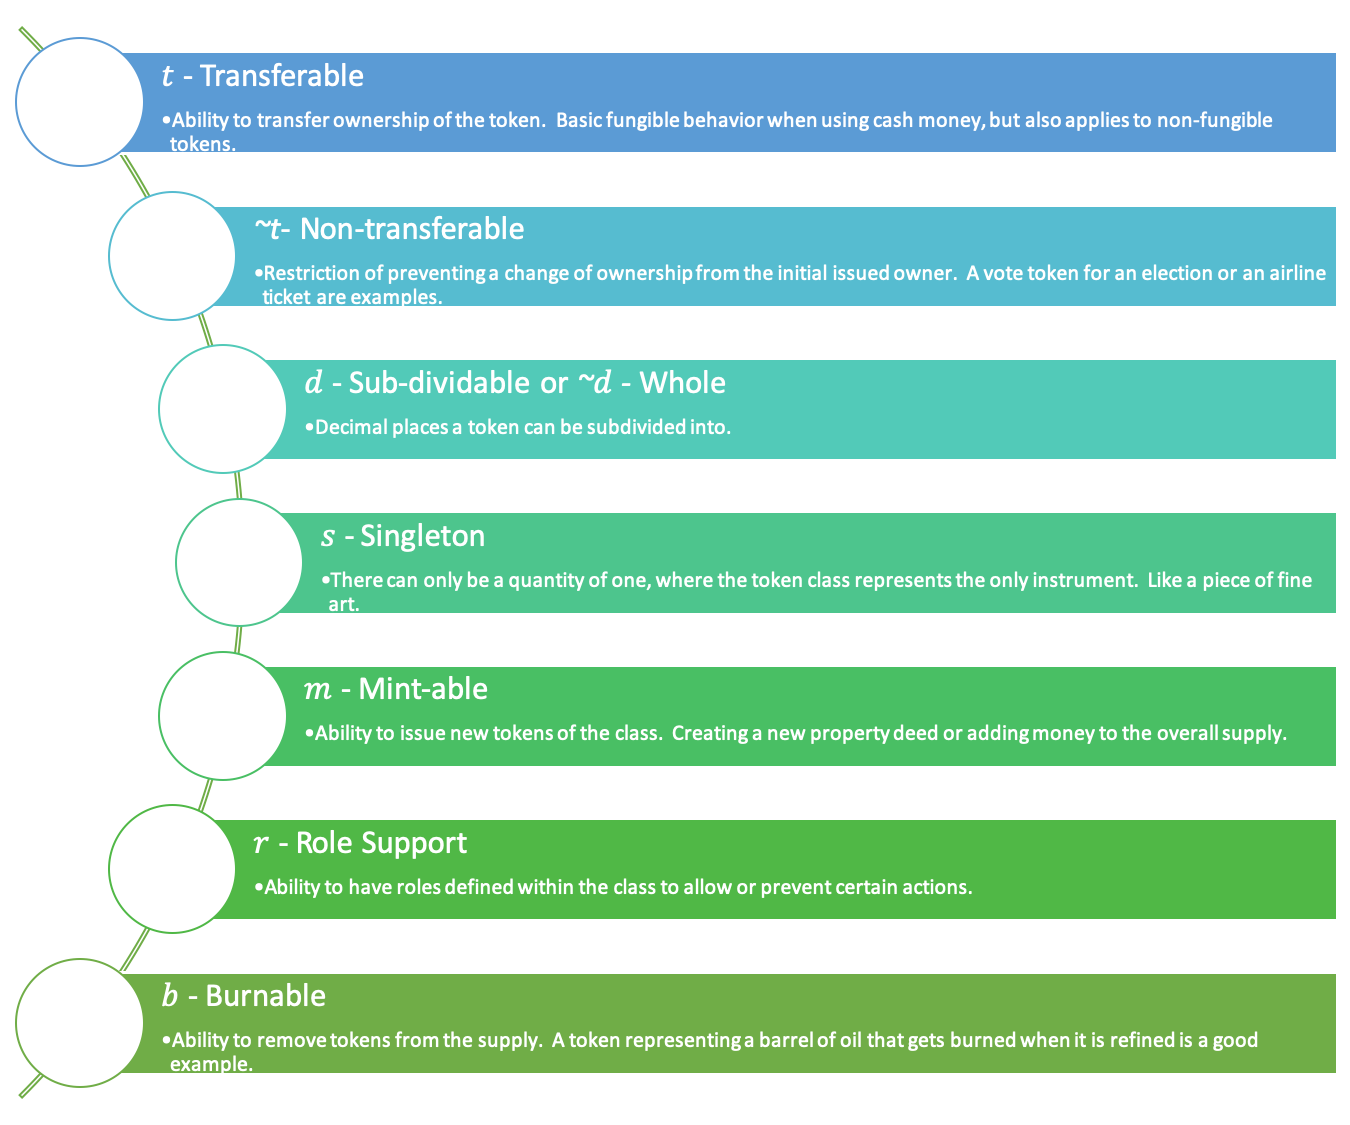 t - Transferable
•Ability to transfer ownership of the token.  Basic fungible behavior when using cash money, but also applies to non-fungible
tokens.
~t- Non-transferable
•Restriction of preventing a change of ownership from the initial issued owner.  A vote token for an election or an airline
ticket are examples.
d - Sub-dividable or ~d - Whole
•Decimal places a token can be subdivided into.
s - Singleton
•There can only be a quantity of one, where the token class represents the only instrument.  Like a piece of fine
art.
m - Mint-able
•Ability to issue new tokens of the class.  Creating a new property deed or adding money to the overall supply.
r - Role Support
•Ability to have roles defined within the class to allow or prevent certain actions.
b - Burnable
•Ability to remove tokens from the supply.  A token representing a barrel of oil that gets burned when it is refined is a good
example.